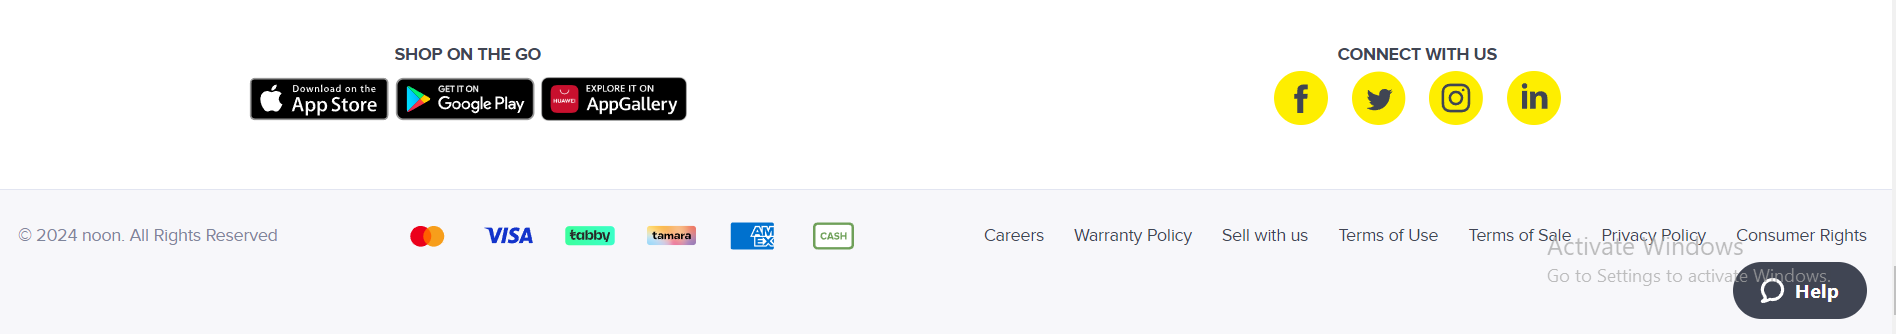 SHOP ON THE GO
Download on the
App Store
GET IT ON
Google Play
HUAWEI
EXPLORE IT ON
AppGallery
CONNECT WITH US
f
in
© 2024 noon. All Rights Reserved
VISA
tabby
tamara
AM
EX
CASH
Careers
Warranty Policy
Sell with us
Terms of Use
Terms of Sale
Privacy Policy
Consumer Rights
Activate Windows
Go to Settings to activate Windows.
Help